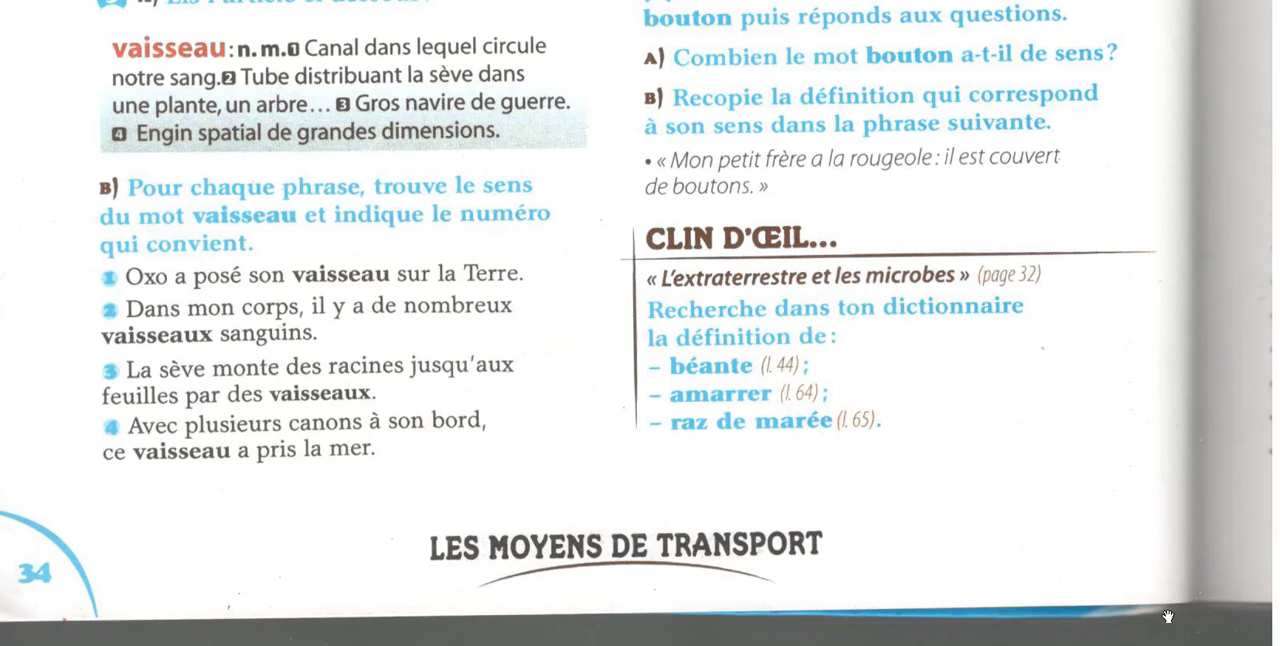 vaisseau : n. m. 1 Canal dans lequel circule
notre sang. 2 Tube distribuant la sève dans
une plante, un arbre… 3 Gros navire de guerre.
4 Engin spatial de grandes dimensions.
B) Pour chaque phrase, trouve le sens
du mot vaisseau et indique le numéro
qui convient.
1 Oxo a posé son vaisseau sur la Terre.
2 Dans mon corps, il y a de nombreux
vaisseaux sanguins.
3 La sève monte des racines jusqu'aux
feuilles par des vaisseaux.
4 Avec plusieurs canons à son bord,
ce vaisseau a pris la mer.
bouton puis réponds aux questions.
A) Combien le mot bouton a-t-il de sens ?
B) Recopie la définition qui correspond
à son sens dans la phrase suivante.
• « Mon petit frère a la rougeole : il est couvert
de boutons. »
CLIN D'ŒIL...
« L'extraterrestre et les microbes » (page 32)
Recherche dans ton dictionnaire
la définition de :
– béante (l. 44) ;
– amarrer (l. 64) ;
– raz de marée (l. 65).
LES MOYENS DE TRANSPORT
34